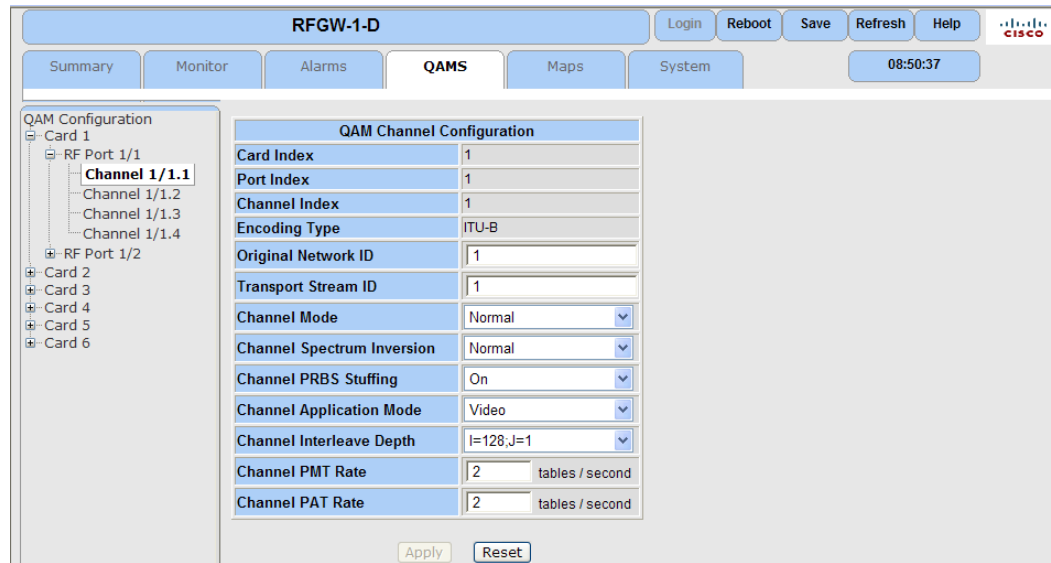 RFGW-1-D
Login Reboot Save Refresh Help
CISCO
Summary Monitor Alarms QAMS Maps System
08:50:37
QAM Configuration
Card 1
RF Port 1/1
Channel 1/1.1
Channel 1/1.2
Channel 1/1.3
Channel 1/1.4
RF Port 1/2
Card 2
Card 3
Card 4
Card 5
Card 6
QAM Channel Configuration
Card Index 1
Port Index 1
Channel Index 1
Encoding Type ITU-B
Original Network ID 1
Transport Stream ID 1
Channel Mode Normal
Channel Spectrum Inversion Normal
Channel PRBS Stuffing On
Channel Application Mode Video
Channel Interleave Depth I=128;J=1
Channel PMT Rate 2 tables / second
Channel PAT Rate 2 tables / second
Apply Reset